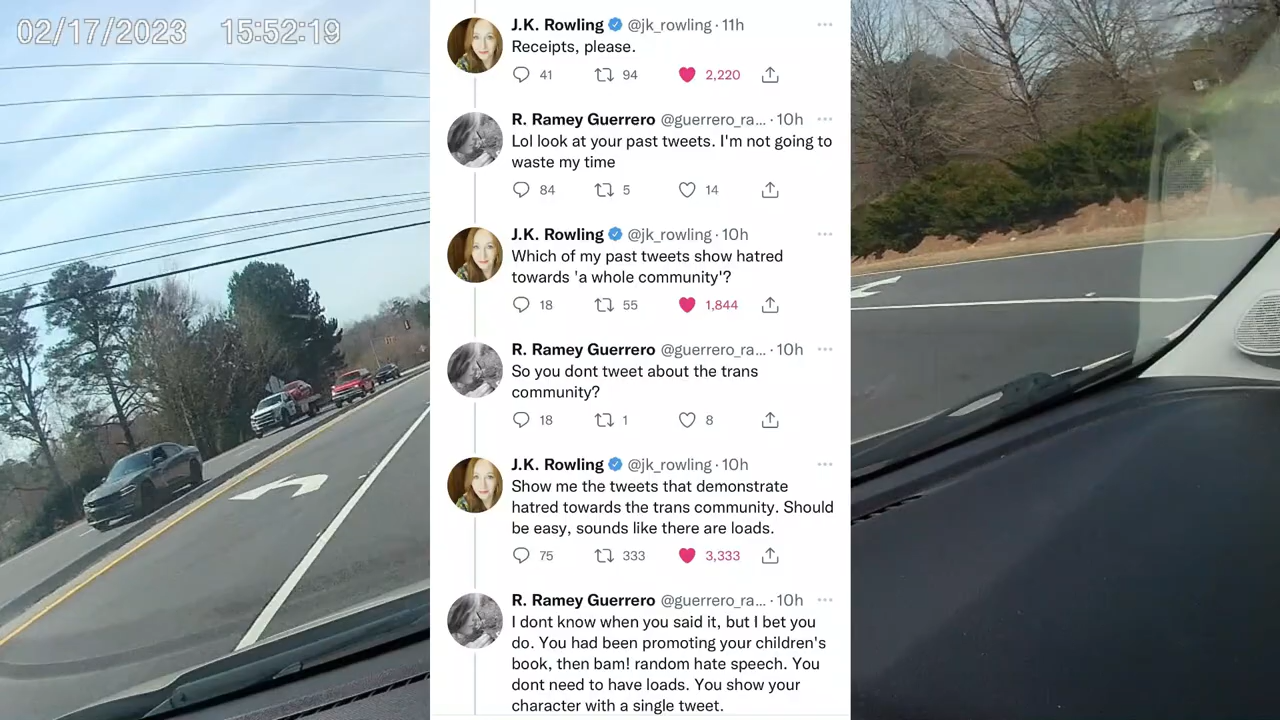 02/17/2023 15:52:19
J.K. Rowling @jk_rowling · 11h
Receipts, please.
41 94 2,220
R. Ramey Guerrero @guerrero_ra... · 10h
Lol look at your past tweets. I'm not going to
waste my time
84 5 14
J.K. Rowling @jk_rowling · 10h
Which of my past tweets show hatred
towards 'a whole community'?
18 55 1,844
R. Ramey Guerrero @guerrero_ra... · 10h
So you dont tweet about the trans
community?
18 1 8
J.K. Rowling @jk_rowling · 10h
Show me the tweets that demonstrate
hatred towards the trans community. Should
be easy, sounds like there are loads.
75 333 3,333
R. Ramey Guerrero @guerrero_ra... · 10h
I dont know when you said it, but I bet you
do. You had been promoting your children's
book, then bam! random hate speech. You
dont need to have loads. You show your
character with a single tweet.